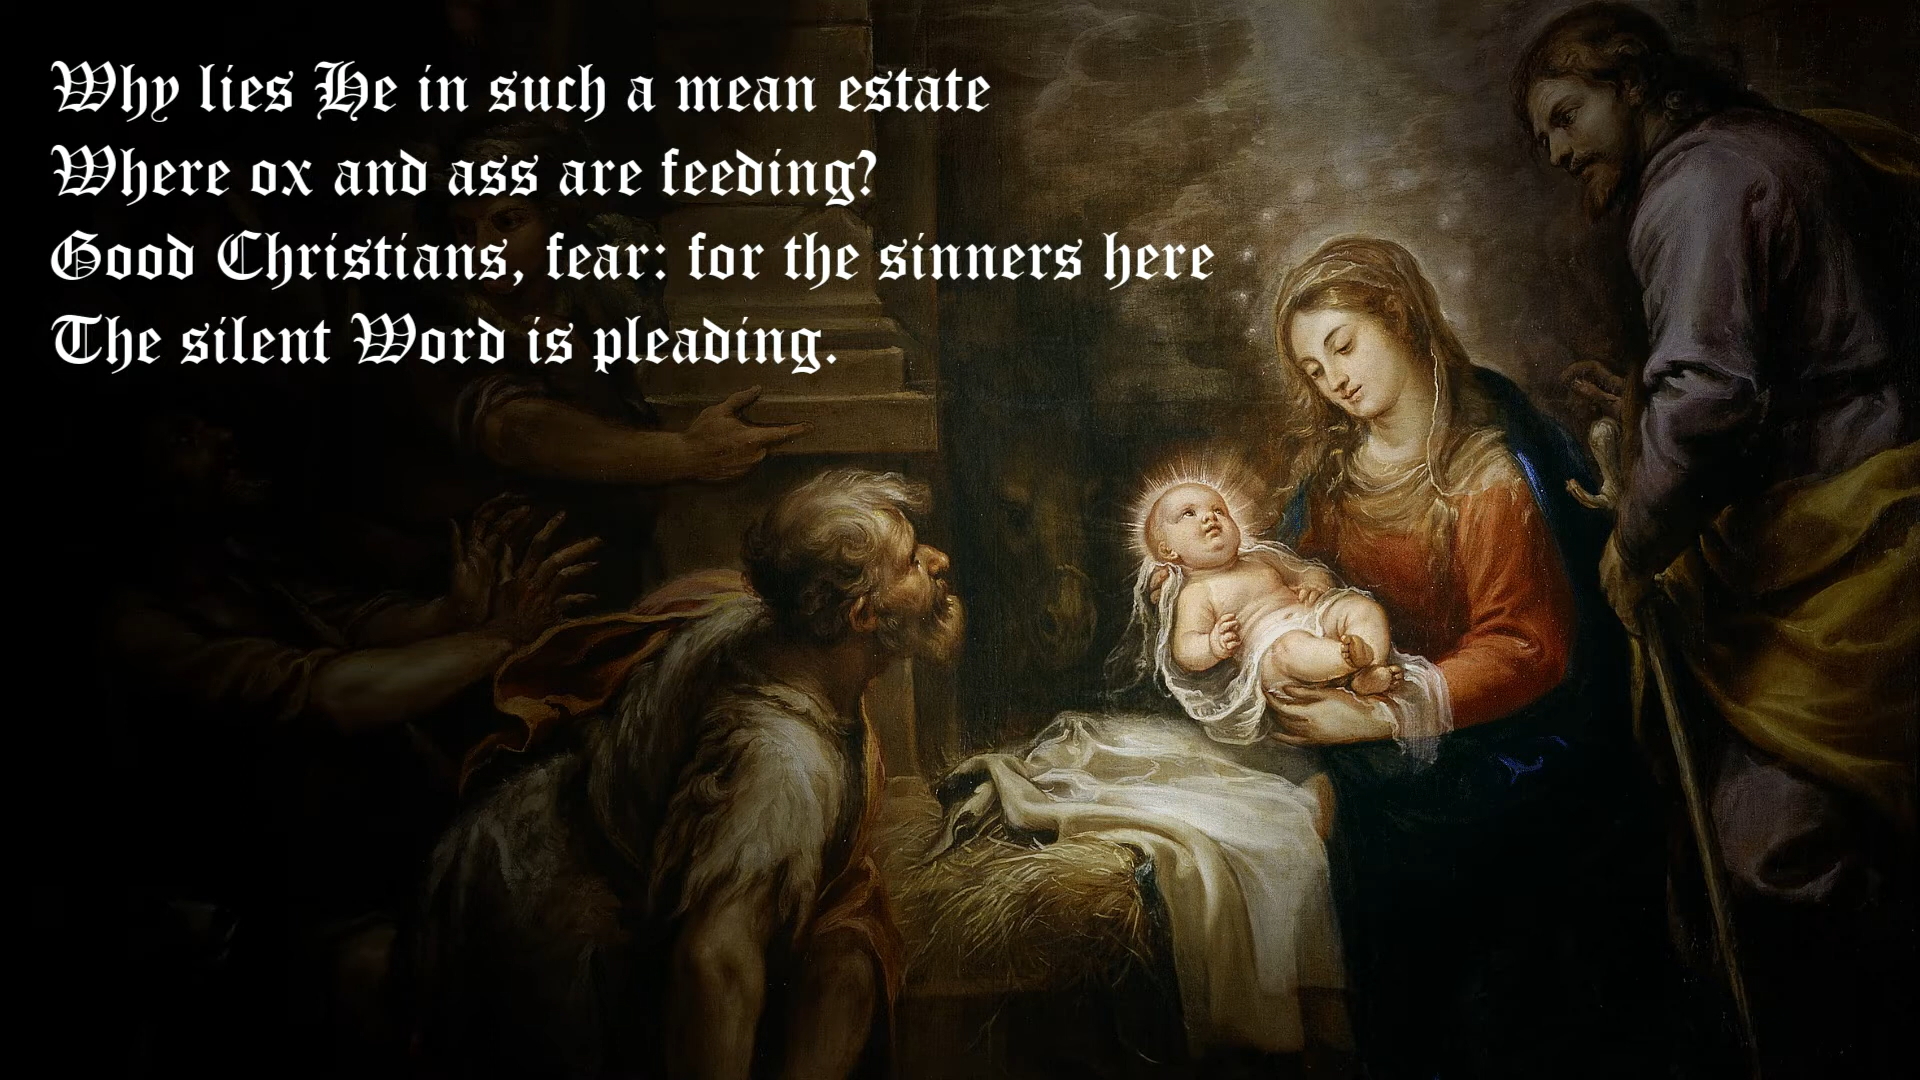 Why lies He in such a mean estate
Where ox and ass are feeding?
Good Christians, fear: for the sinners here
The silent Word is pleading.